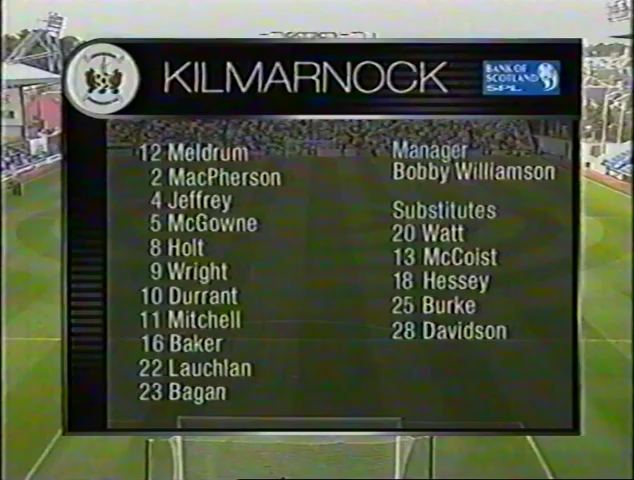 KILMARNOCK
BANK OF
SCOTLAND
SPL
12 Meldrum
2 MacPherson
4 Jeffrey
5 McGowne
8 Holt
9 Wright
10 Durrant
11 Mitchell
16 Baker
22 Lauchlan
23 Bagan
Manager
Bobby Williamson
Substitutes
20 Watt
13 McCoist
18 Hessey
25 Burke
28 Davidson